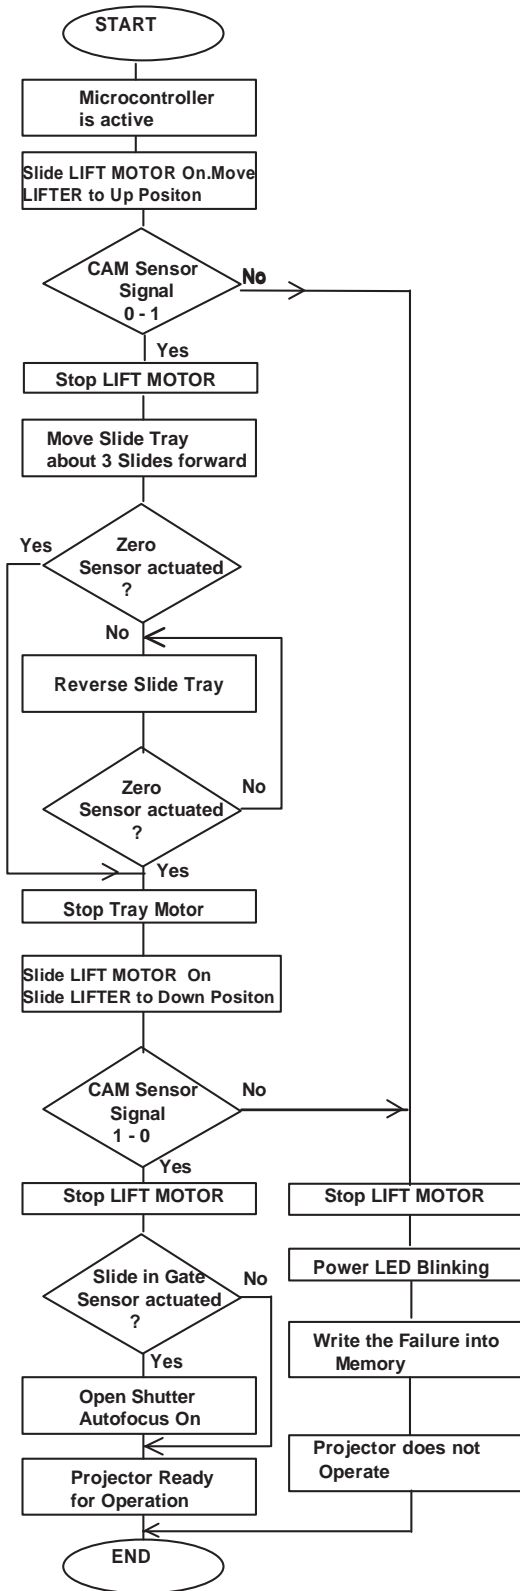 START
Microcontroller
is active
Slide LIFT MOTOR On.Move
LIFTER to Up Positon
CAM Sensor
Signal
0 - 1
No
Yes
Stop LIFT MOTOR
Move Slide Tray
about 3 Slides forward
Yes
Zero
Sensor actuated
?
No
Reverse Slide Tray
Zero
Sensor actuated
?
No
Yes
Stop Tray Motor
Slide LIFT MOTOR On
Slide LIFTER to Down Positon
CAM Sensor
Signal
1 - 0
No
Yes
Stop LIFT MOTOR
Slide in Gate
Sensor actuated
?
No
Yes
Open Shutter
Autofocus On
Projector Ready
for Operation
Stop LIFT MOTOR
Power LED Blinking
Write the Failure into
Memory
Projector does not
Operate
END